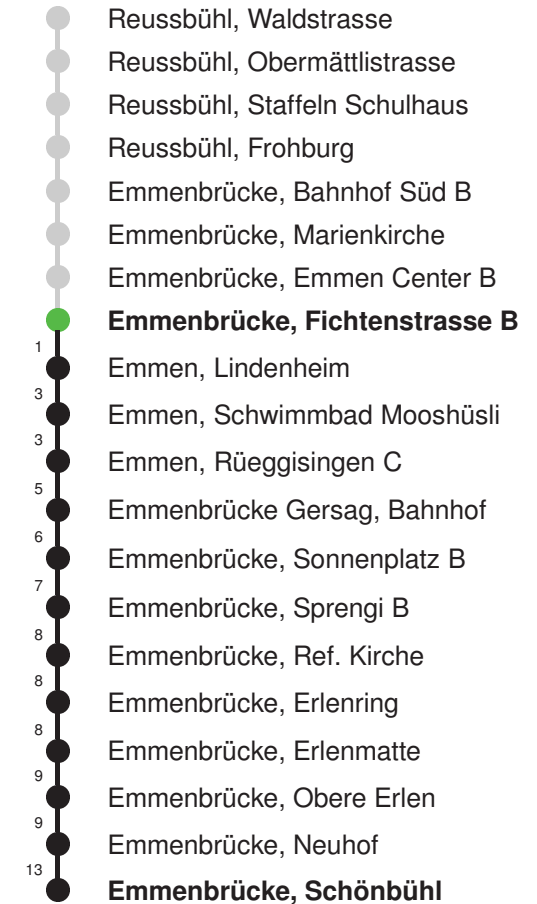 Reussbühl, Waldstrasse
Reussbühl, Obermättlistrasse
Reussbühl, Staffeln Schulhaus
Reussbühl, Frohburg
Emmenbrücke, Bahnhof Süd B
Emmenbrücke, Marienkirche
Emmenbrücke, Emmen Center B
Emmenbrücke, Fichtenstrasse B
1
Emmen, Lindenheim
3
Emmen, Schwimmbad Mooshüsli
3
Emmen, Rüeggisingen C
5
Emmenbrücke Gersag, Bahnhof
6
Emmenbrücke, Sonnenplatz B
7
Emmenbrücke, Sprengi B
8
Emmenbrücke, Ref. Kirche
8
Emmenbrücke, Erlenring
8
Emmenbrücke, Erlenmatte
9
Emmenbrücke, Obere Erlen
9
Emmenbrücke, Neuhof
13
Emmenbrücke, Schönbühl